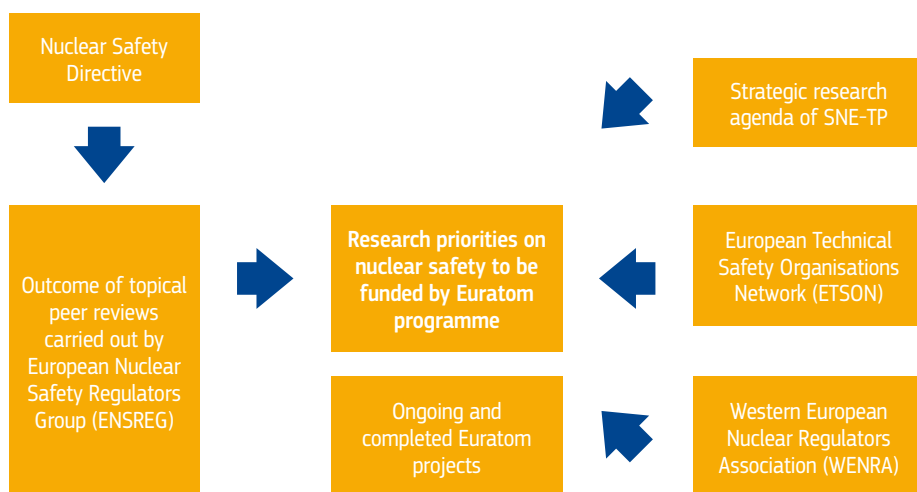 Nuclear Safety
Directive
Strategic research
agenda of SNE-TP
Outcome of topical
peer reviews
carried out by
European Nuclear
Safety Regulators
Group (ENSREG)
Research priorities on
nuclear safety to be
funded by Euratom
programme
European Technical
Safety Organisations
Network (ETSON)
Ongoing and
completed Euratom
projects
Western European
Nuclear Regulators
Association (WENRA)